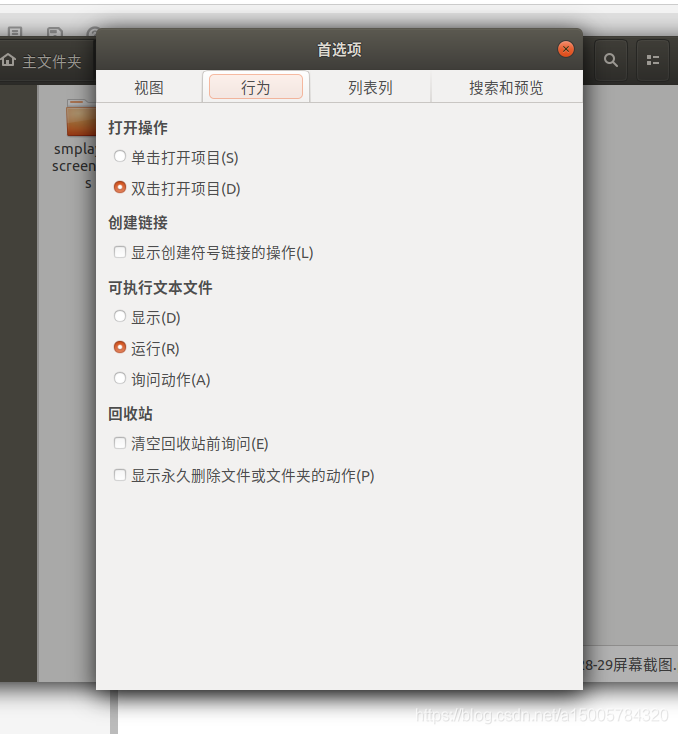 首选项
主文件夹
视图
行为
列表列
搜索和预览
打开操作
单击打开项目(S)
双击打开项目(D)
创建链接
显示创建符号链接的操作(L)
可执行文本文件
显示(D)
运行(R)
询问动作(A)
回收站
清空回收站前询问(E)
显示永久删除文件或文件夹的动作(P)
smpla
screen
s
28-29屏幕截图.
https://blog.csdn.net/a15005784320